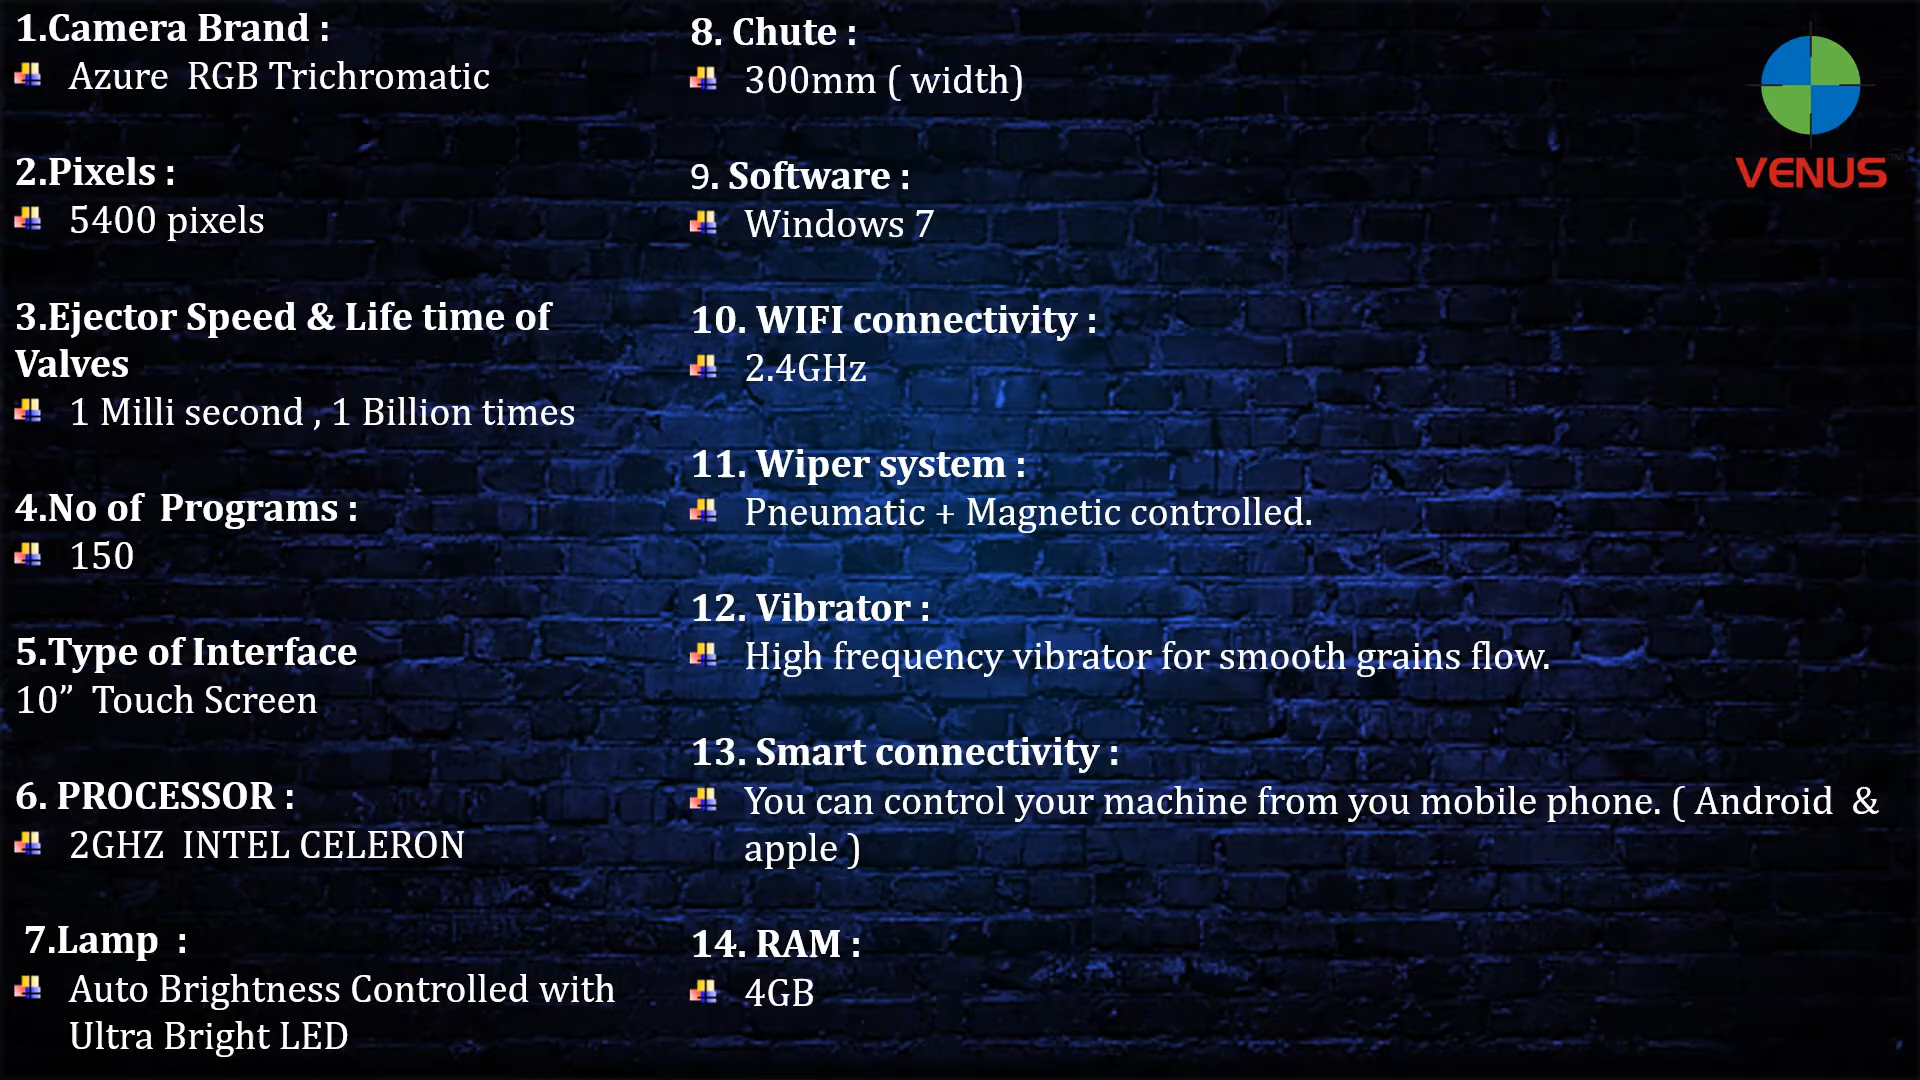 1.Camera Brand :
Azure RGB Trichromatic
2.Pixels :
5400 pixels
3.Ejector Speed & Life time of
Valves
1 Milli second , 1 Billion times
4.No of Programs :
150
5.Type of Interface
10” Touch Screen
6. PROCESSOR :
2GHZ INTEL CELERON
7.Lamp :
Auto Brightness Controlled with
Ultra Bright LED
8. Chute :
300mm ( width)
9. Software :
Windows 7
10. WIFI connectivity :
2.4GHz
11. Wiper system :
Pneumatic + Magnetic controlled.
12. Vibrator :
High frequency vibrator for smooth grains flow.
13. Smart connectivity :
You can control your machine from you mobile phone. ( Android &
apple )
14. RAM :
4GB
VENUS™